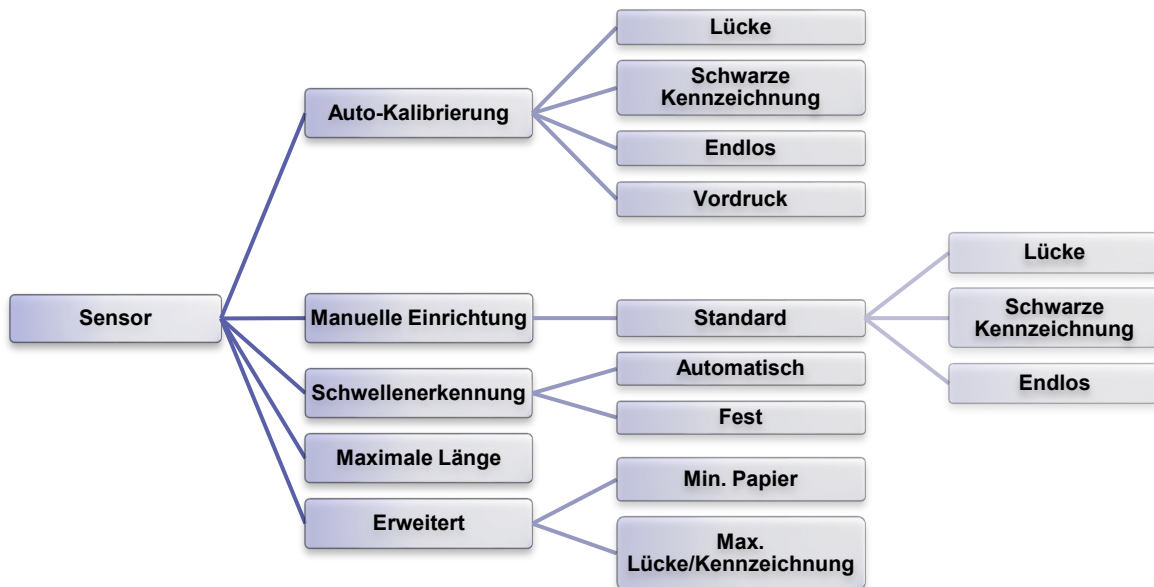 Sensor
Auto-Kalibrierung
Lücke
Schwarze
Kennzeichnung
Endlos
Vordruck
Manuelle Einrichtung
Standard
Lücke
Schwarze
Kennzeichnung
Endlos
Schwellenerkennung
Automatisch
Fest
Maximale Länge
Erweitert
Min. Papier
Max.
Lücke/Kennzeichnung